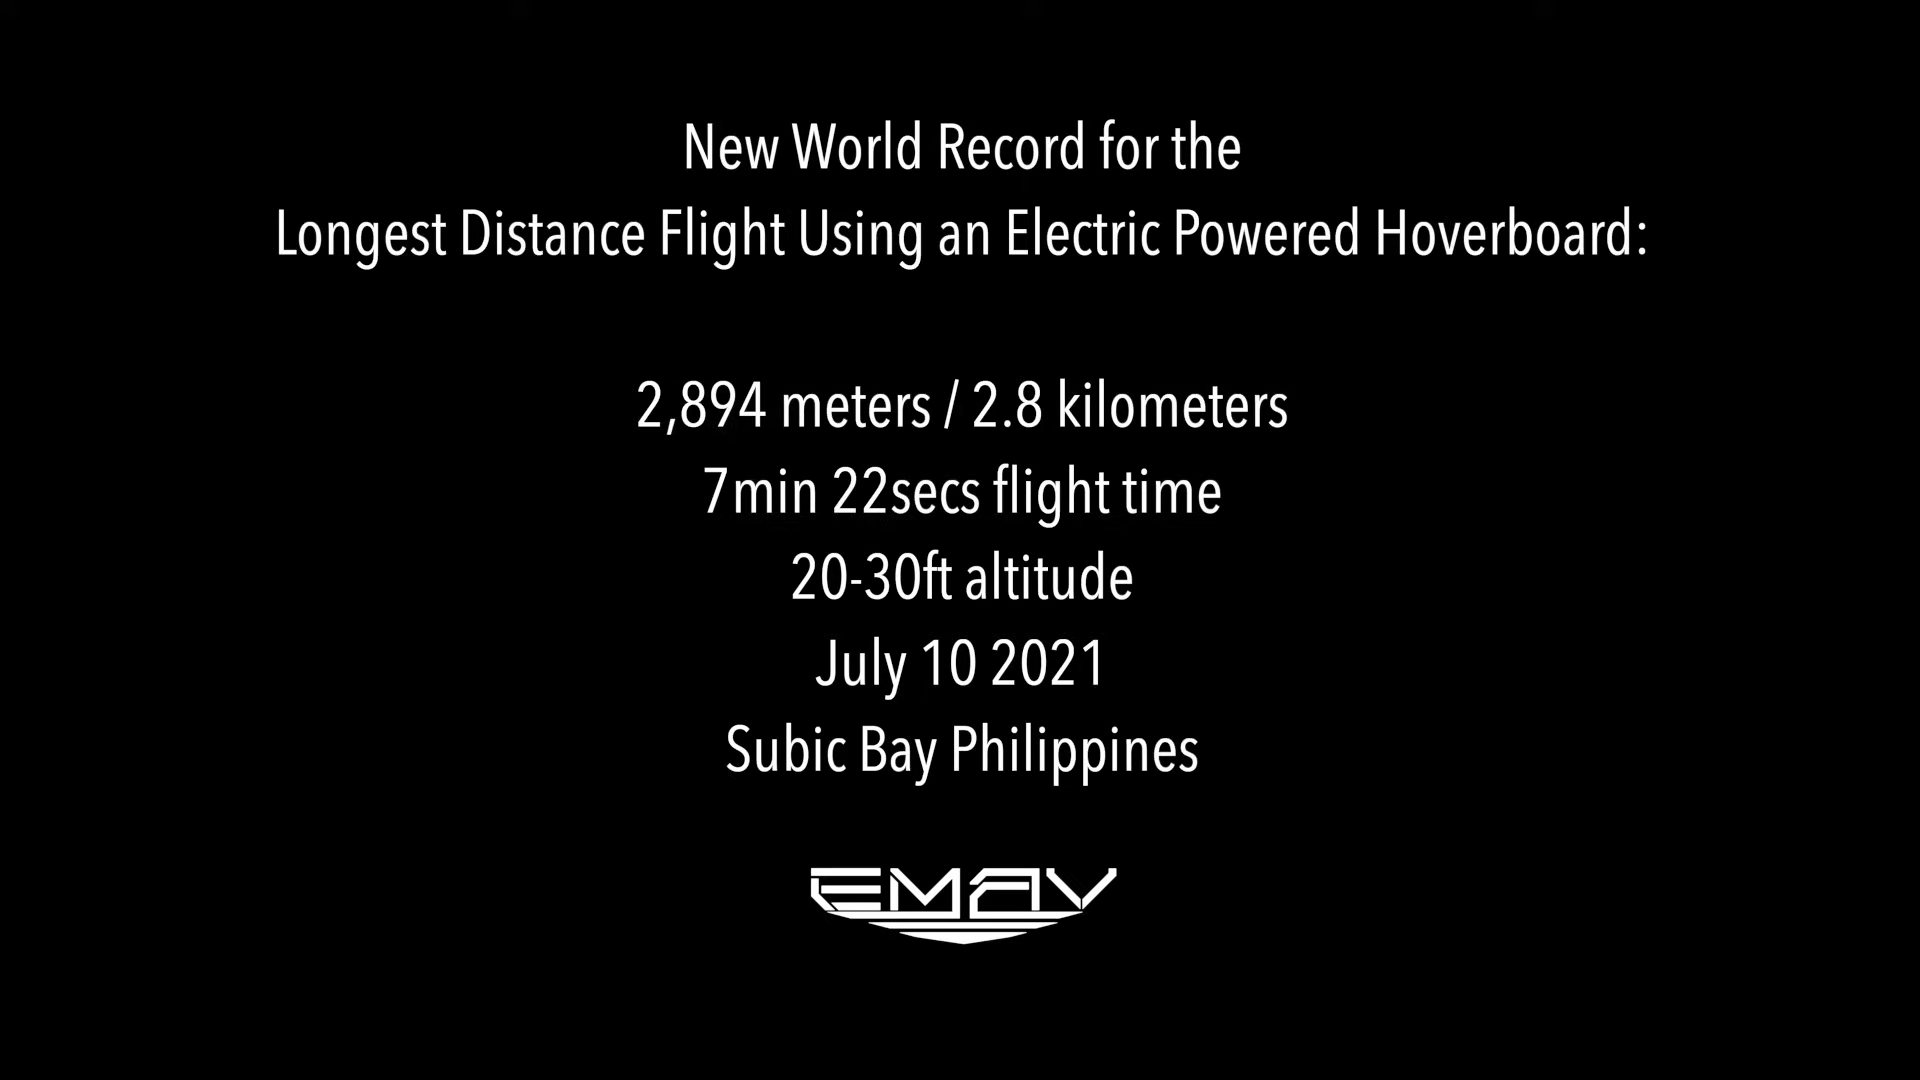 New World Record for the
Longest Distance Flight Using an Electric Powered Hoverboard:
2,894 meters / 2.8 kilometers
7min 22secs flight time
20-30ft altitude
July 10 2021
Subic Bay Philippines
EMAV